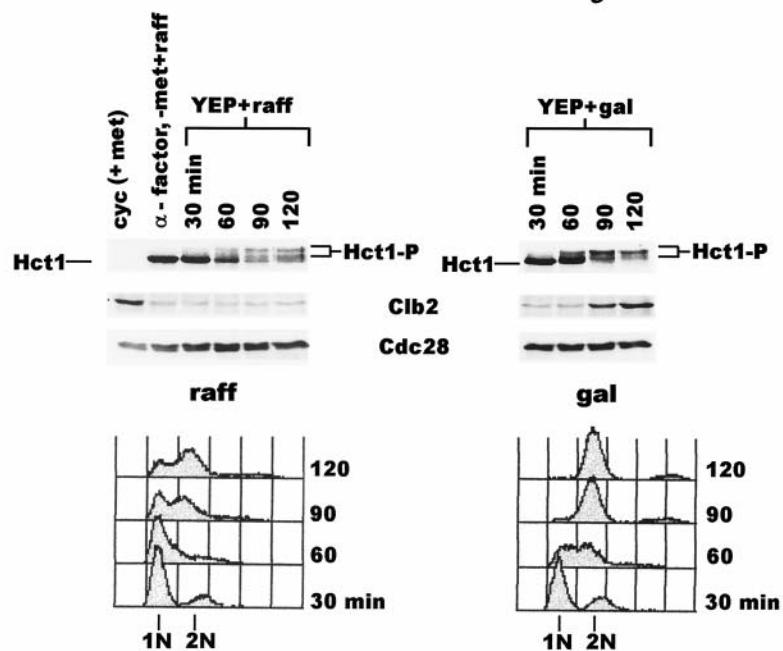 cyc (+ met)
α - factor, -met+raff
YEP+raff
30 min
60
90
120
Hct1
Hct1-P
YEP+gal
30 min
60
90
120
Hct1
Hct1-P
Clb2
Cdc28
raff
gal
120
90
60
30 min
1N 2N
120
90
60
30 min
1N 2N